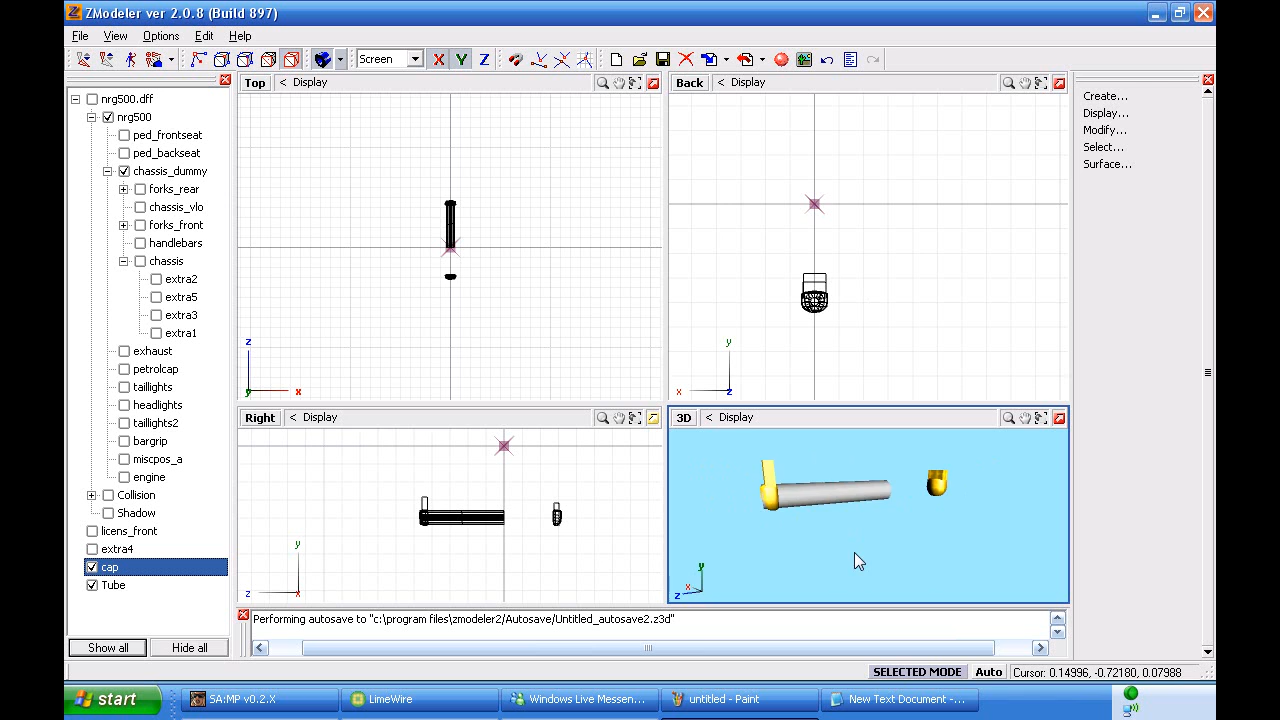 ZModeler ver 2.0.8 (Build 897)
File View Options Edit Help
Screen X Y Z
nrg500.dff
nrg500
ped_frontseat
ped_backseat
chassis_dummy
forks_rear
chassis_vlo
forks_front
handlebars
chassis
extra2
extra5
extra3
extra1
exhaust
petrolcap
taillights
headlights
taillights2
bargrip
miscpos_a
engine
Collision
Shadow
licens_front
extra4
cap
Tube
Show all Hide all
Top < Display
z
y x
Back < Display
y
x z
Right < Display
y
z x
3D < Display
y
x
z
Create...
Display...
Modify...
Select...
Surface...
Performing autosave to "c:\program files\zmodeler2/Autosave/Untitled_autosave2.z3d"
SELECTED MODE Auto Cursor: 0.14996, -0.72180, 0.07988
start SA:MP v0.2.X LimeWire Windows Live Messen... untitled - Paint New Text Document -...